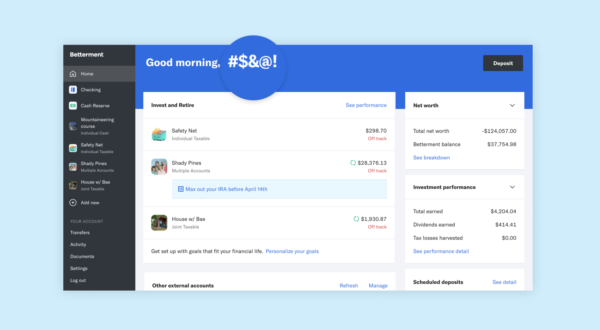 Betterment
Home
Checking
Cash Reserve
Mountaineering
course
Individual Cash
Safety Net
Individual Taxable
Shady Pines
Multiple Accounts
House w/ Bae
Joint Taxable
Add new
YOUR ACCOUNT
Transfers
Activity
Documents
Settings
Log out
Good morning, #$&@!
Deposit
Invest and Retire See performance
Safety Net $298.70
Individual Taxable Off track
Shady Pines $28,376.13
Multiple Accounts Off track
Max out your IRA before April 14th
House w/ Bae $1,930.87
Joint Taxable Off track
Get set up with goals that fit your financial life. Personalize your goals
Other external accounts Refresh Manage
Net worth
Total net worth -$124,057.00
Betterment balance $37,754.98
See breakdown
Investment performance
Total earned $4,204.04
Dividends earned $414.41
Tax losses harvested $0.00
See performance detail
Scheduled deposits See detail